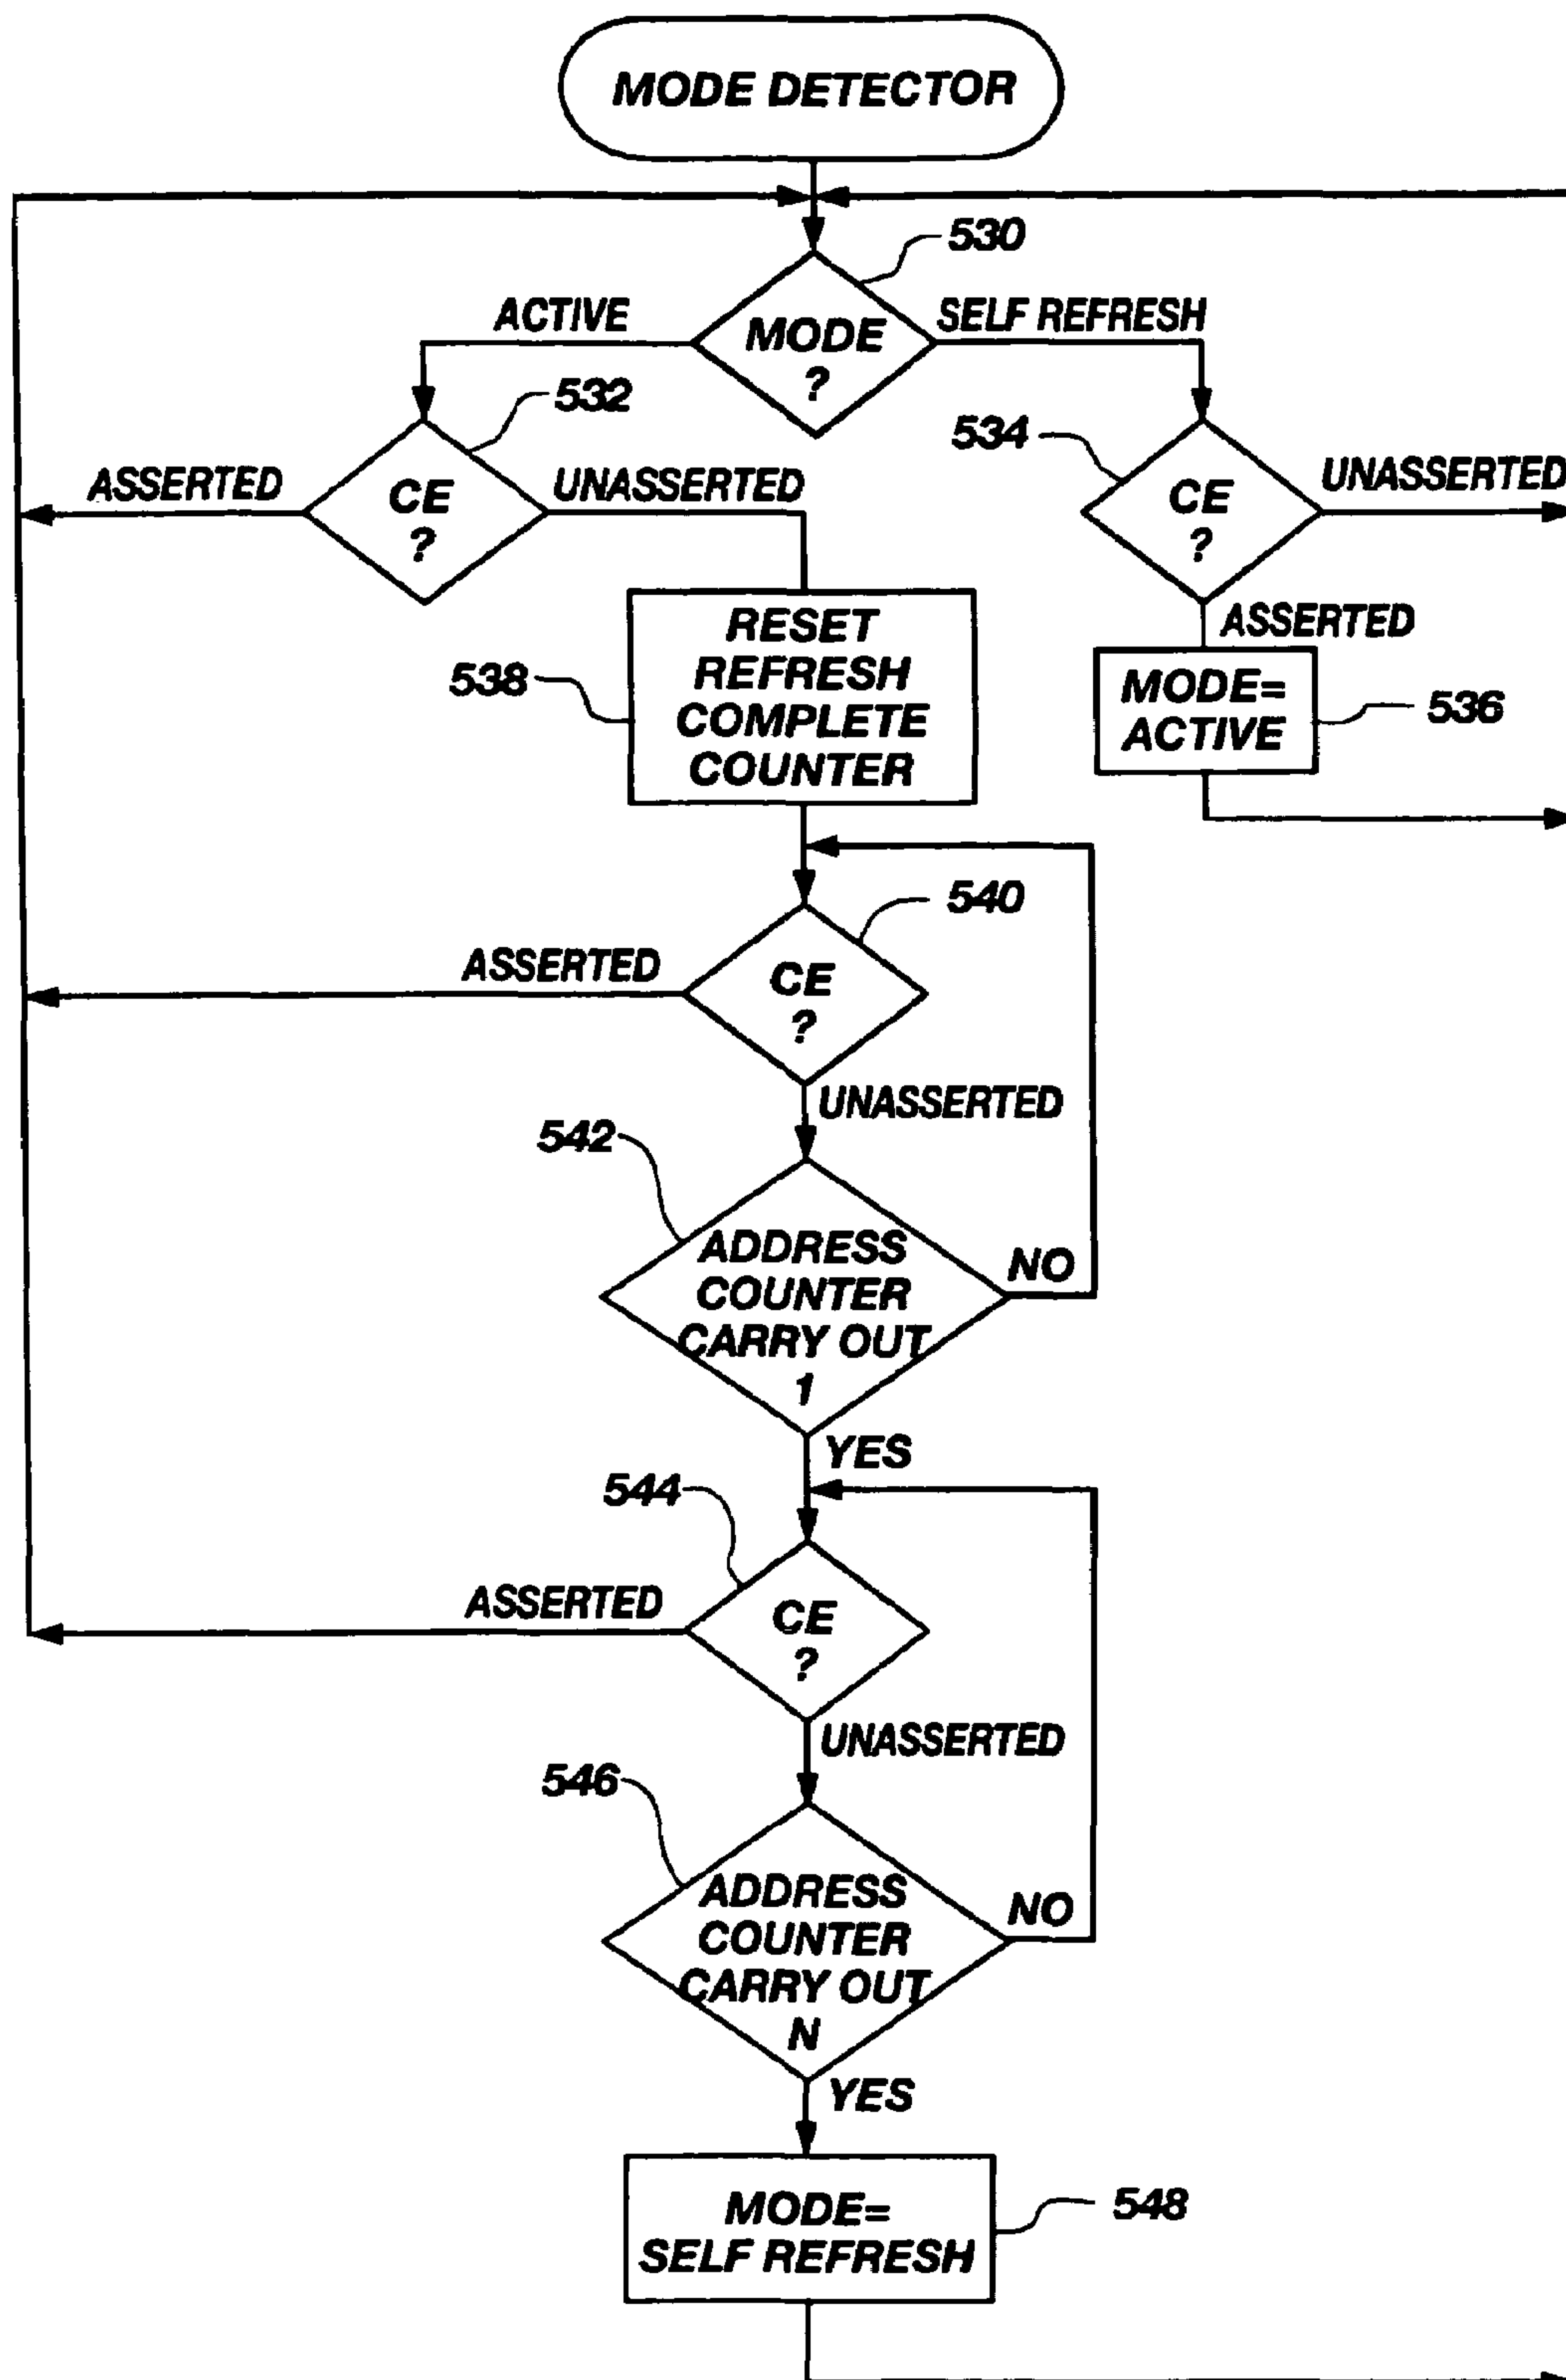 MODE DETECTOR
530
MODE
?
ACTIVE
SELF REFRESH
532
CE
?
ASSERTED
UNASSERTED
534
CE
?
UNASSERTED
ASSERTED
MODE=
ACTIVE
536
RESET
REFRESH
COMPLETE
COUNTER
538
540
CE
?
ASSERTED
UNASSERTED
542
ADDRESS
COUNTER
CARRY OUT
1
NO
YES
544
CE
?
ASSERTED
UNASSERTED
546
ADDRESS
COUNTER
CARRY OUT
N
NO
YES
MODE=
SELF REFRESH
548